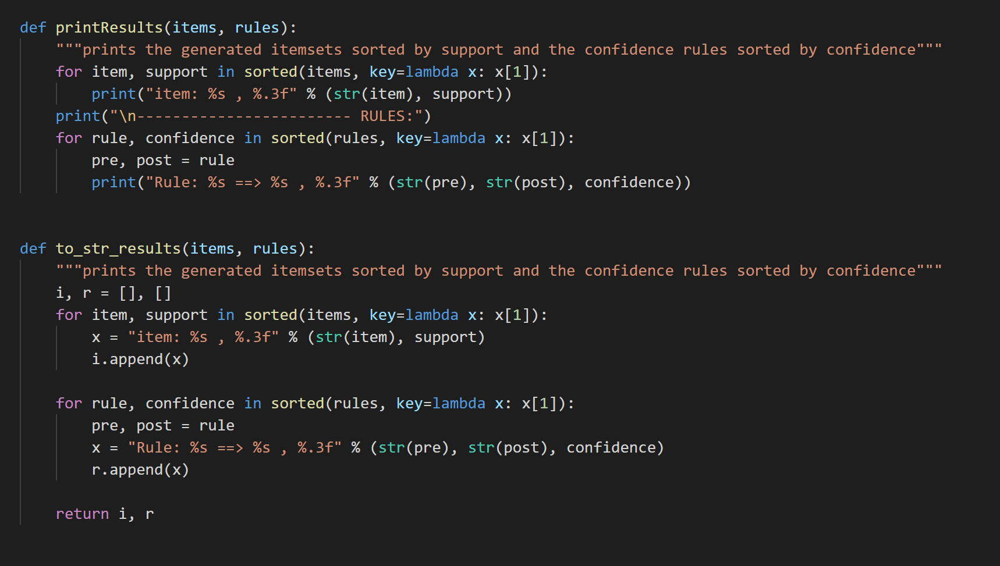 def printResults(items, rules):
    """prints the generated itemsets sorted by support and the confidence rules sorted by confidence"""
    for item, support in sorted(items, key=lambda x: x[1]):
        print("item: %s , %.3f" % (str(item), support))
    print("\n------------------------ RULES:")
    for rule, confidence in sorted(rules, key=lambda x: x[1]):
        pre, post = rule
        print("Rule: %s ==> %s , %.3f" % (str(pre), str(post), confidence))
def to_str_results(items, rules):
    """prints the generated itemsets sorted by support and the confidence rules sorted by confidence"""
    i, r = [], []
    for item, support in sorted(items, key=lambda x: x[1]):
        x = "item: %s , %.3f" % (str(item), support)
        i.append(x)
    for rule, confidence in sorted(rules, key=lambda x: x[1]):
        pre, post = rule
        x = "Rule: %s ==> %s , %.3f" % (str(pre), str(post), confidence)
        r.append(x)
    return i, r